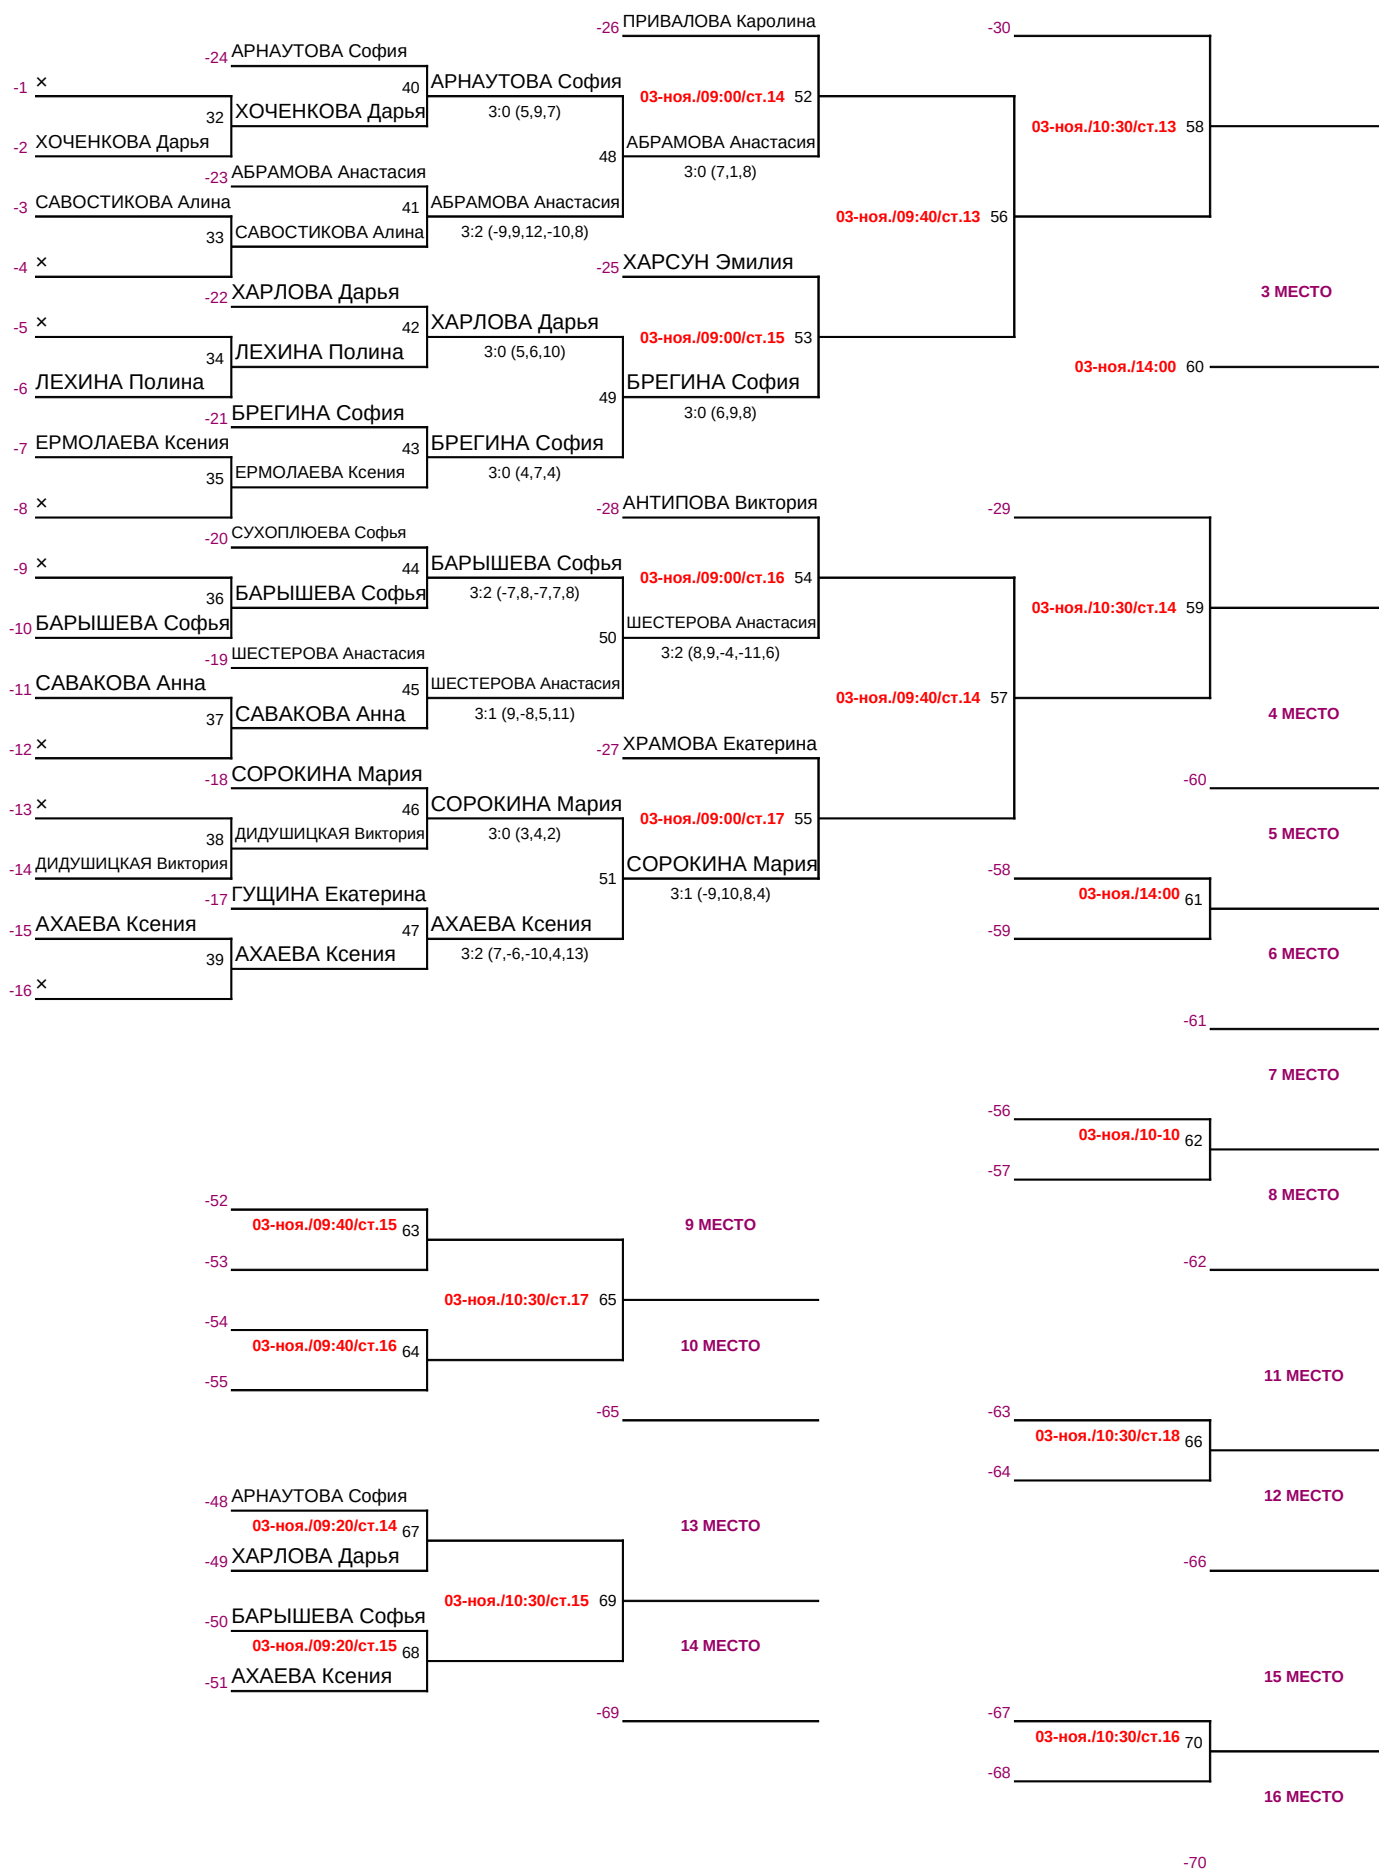 -26 ПРИВАЛОВА Каролина
-30
-24 АРНАУТОВА София
-1 ×
40 АРНАУТОВА София
03-ноя./09:00/ст.14 52
32 ХОЧЕНКОВА Дарья
3:0 (5,9,7)
03-ноя./10:30/ст.13 58
-2 ХОЧЕНКОВА Дарья
48 АБРАМОВА Анастасия
-23 АБРАМОВА Анастасия
3:0 (7,1,8)
-3 САВОСТИКОВА Алина
41 АБРАМОВА Анастасия
03-ноя./09:40/ст.13 56
33 САВОСТИКОВА Алина
3:2 (-9,9,12,-10,8)
-4 ×
-25 ХАРСУН Эмилия
-22 ХАРЛОВА Дарья
3 МЕСТО
-5 ×
42 ХАРЛОВА Дарья
03-ноя./09:00/ст.15 53
34 ЛЕХИНА Полина
3:0 (5,6,10)
03-ноя./14:00 60
-6 ЛЕХИНА Полина
49 БРЕГИНА София
-21 БРЕГИНА София
3:0 (6,9,8)
-7 ЕРМОЛАЕВА Ксения
43 БРЕГИНА София
35 ЕРМОЛАЕВА Ксения
3:0 (4,7,4)
-8 ×
-28 АНТИПОВА Виктория
-29
-20 СУХОПЛЮЕВА Софья
-9 ×
44 БАРЫШЕВА Софья
03-ноя./09:00/ст.16 54
36 БАРЫШЕВА Софья
3:2 (-7,8,-7,7,8)
03-ноя./10:30/ст.14 59
-10 БАРЫШЕВА Софья
50 ШЕСТЕРОВА Анастасия
-19 ШЕСТЕРОВА Анастасия
3:2 (8,9,-4,-11,6)
-11 САВАКОВА Анна
45 ШЕСТЕРОВА Анастасия
03-ноя./09:40/ст.14 57
37 САВАКОВА Анна
3:1 (9,-8,5,11)
4 МЕСТО
-12 ×
-27 ХРАМОВА Екатерина
-18 СОРОКИНА Мария
-60
-13 ×
46 СОРОКИНА Мария
03-ноя./09:00/ст.17 55
38 ДИДУШИЦКАЯ Виктория
3:0 (3,4,2)
5 МЕСТО
-14 ДИДУШИЦКАЯ Виктория
51 СОРОКИНА Мария
-58
-17 ГУЩИНА Екатерина
3:1 (-9,10,8,4)
03-ноя./14:00 61
-15 АХАЕВА Ксения
47 АХАЕВА Ксения
-59
39 АХАЕВА Ксения
3:2 (7,-6,-10,4,13)
6 МЕСТО
-16 ×
-61
7 МЕСТО
-56
03-ноя./10-10 62
-57
-52
8 МЕСТО
03-ноя./09:40/ст.15 63
9 МЕСТО
-53
-62
03-ноя./10:30/ст.17 65
-54
03-ноя./09:40/ст.16 64
10 МЕСТО
-55
11 МЕСТО
-65
-63
03-ноя./10:30/ст.18 66
-64
-48 АРНАУТОВА София
12 МЕСТО
03-ноя./09:20/ст.14 67
13 МЕСТО
-49 ХАРЛОВА Дарья
-66
03-ноя./10:30/ст.15 69
-50 БАРЫШЕВА Софья
03-ноя./09:20/ст.15 68
14 МЕСТО
-51 АХАЕВА Ксения
15 МЕСТО
-69
-67
03-ноя./10:30/ст.16 70
-68
16 МЕСТО
-70